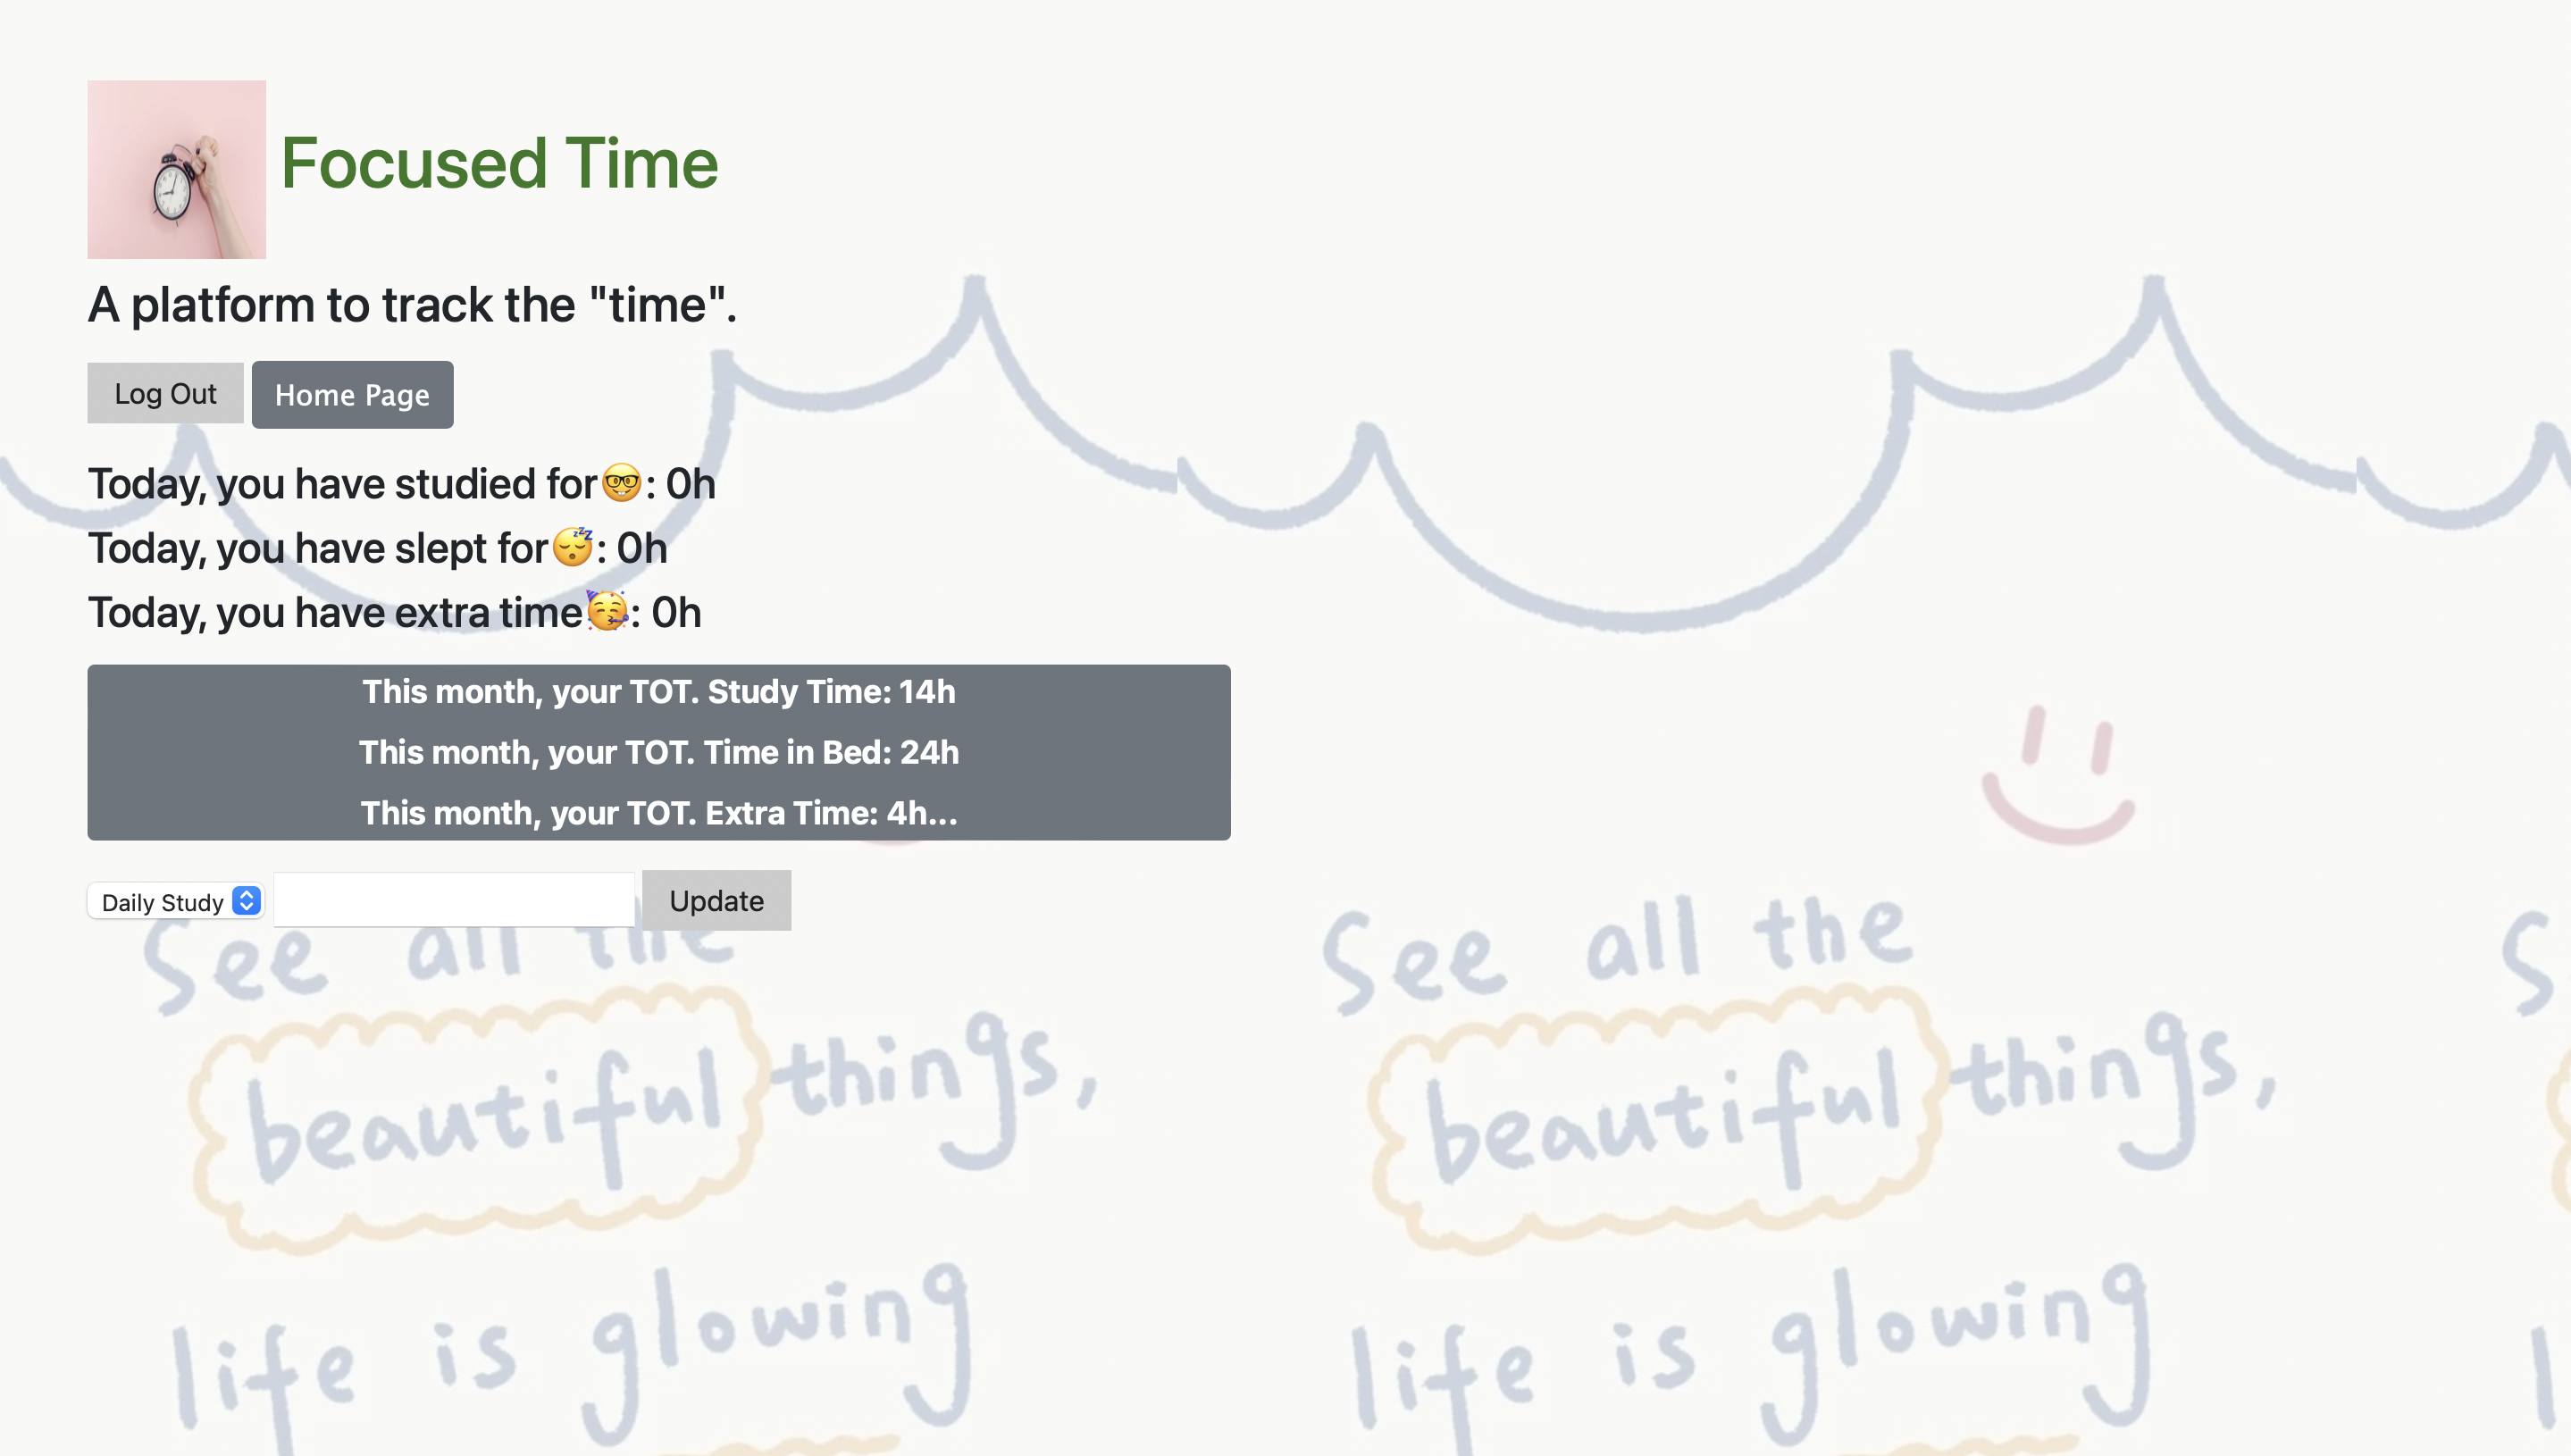 Focused Time
A platform to track the "time".
Log Out Home Page
Today, you have studied for🤓: 0h
Today, you have slept for😴: 0h
Today, you have extra time🥳: 0h
This month, your TOT. Study Time: 14h
This month, your TOT. Time in Bed: 24h
This month, your TOT. Extra Time: 4h...
Daily Study Update
See all the
beautiful things,
life is glowing
See all the
beautiful things,
life is glowing
S
l